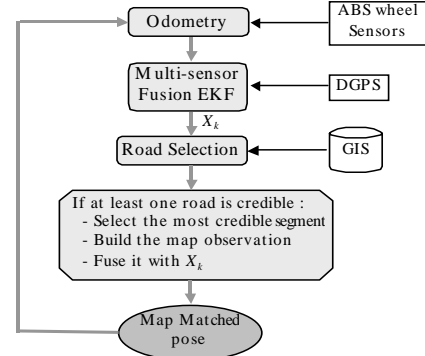 Odometry
ABS wheel
Sensors
Multi-sensor
Fusion EKF
DGPS
X_k
Road Selection
GIS
If at least one road is credible :
- Select the most credible segment
- Build the map observation
- Fuse it with X_k
Map Matched
pose